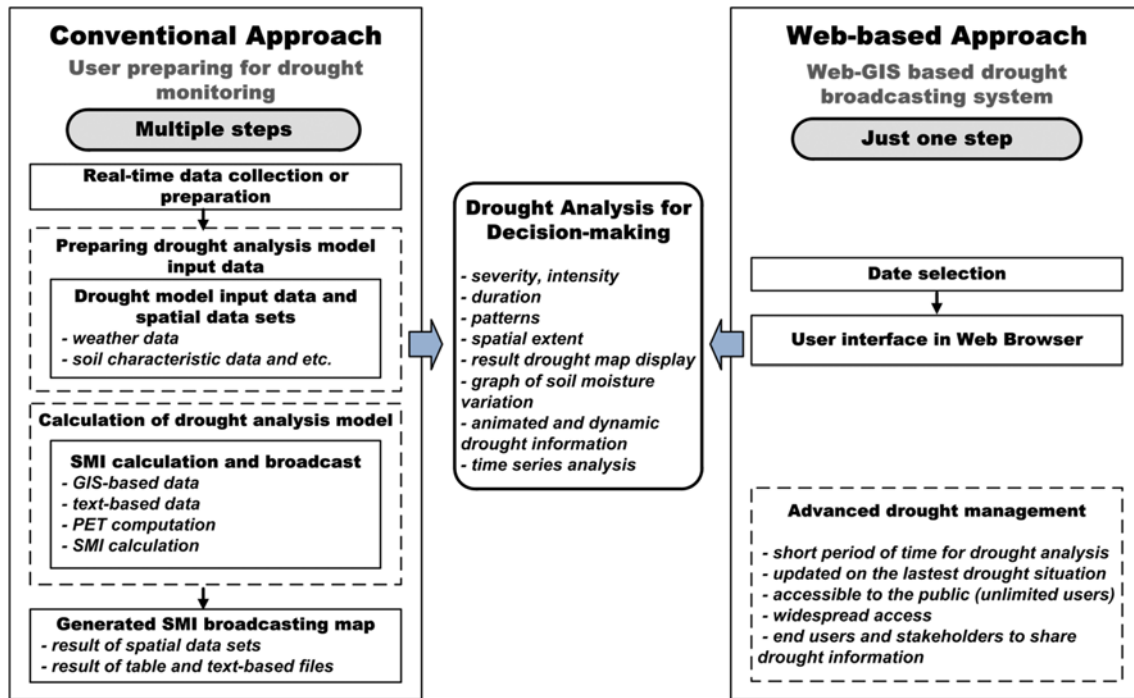 Conventional Approach
User preparing for drought
monitoring
Multiple steps
Real-time data collection or
preparation
Preparing drought analysis model
input data
Drought model input data and
spatial data sets
- weather data
- soil characteristic data and etc.
Calculation of drought analysis model
SMI calculation and broadcast
- GIS-based data
- text-based data
- PET computation
- SMI calculation
Generated SMI broadcasting map
- result of spatial data sets
- result of table and text-based files
Drought Analysis for
Decision-making
- severity, intensity
- duration
- patterns
- spatial extent
- result drought map display
- graph of soil moisture
variation
- animated and dynamic
drought information
- time series analysis
Web-based Approach
Web-GIS based drought
broadcasting system
Just one step
Date selection
User interface in Web Browser
Advanced drought management
- short period of time for drought analysis
- updated on the lastest drought situation
- accessible to the public (unlimited users)
- widespread access
- end users and stakeholders to share
drought information